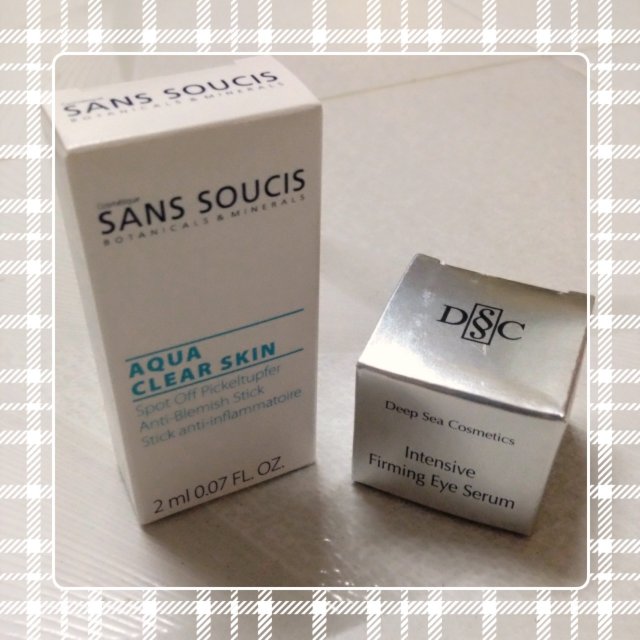 SANS SOUCIS
BOTANICALS & MINERALS
cosmétique
SANS SOUCIS
BOTANICALS & MINERALS
AQUA
CLEAR SKIN
Spot Off Pickeltupfer
Anti-Blemish Stick
Stick anti-inflammatoire
2 ml 0.07 FL. OZ.
D§C
Deep Sea Cosmetics
Intensive
Firming Eye Serum